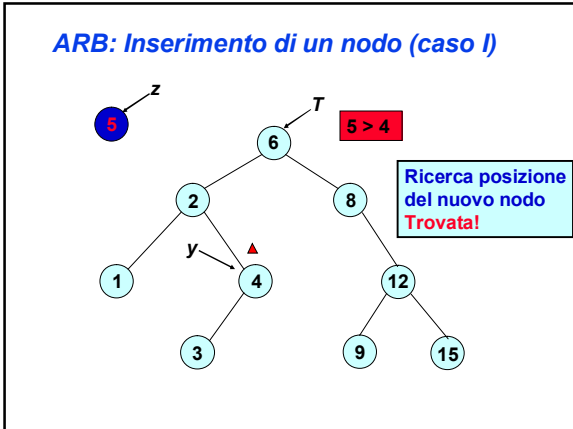 ARB: Inserimento di un nodo (caso I)
z
5
T
5 > 4
6
Ricerca posizione
del nuovo nodo
Trovata!
2
8
y
1
4
12
3
9
15